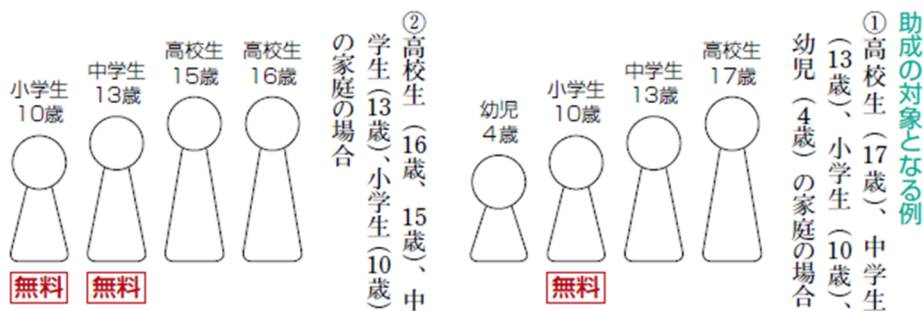 助成の対象となる例
①高校生(17歳)、中学生
(13歳)、小学生(10歳)、
幼児(4歳)の家庭の場合
幼児
4歳
小学生
10歳
中学生
13歳
高校生
17歳
無料
②高校生(16歳、15歳)、中
学生(13歳)、小学生(10歳)
の家庭の場合
小学生
10歳
中学生
13歳
高校生
15歳
高校生
16歳
無料
無料